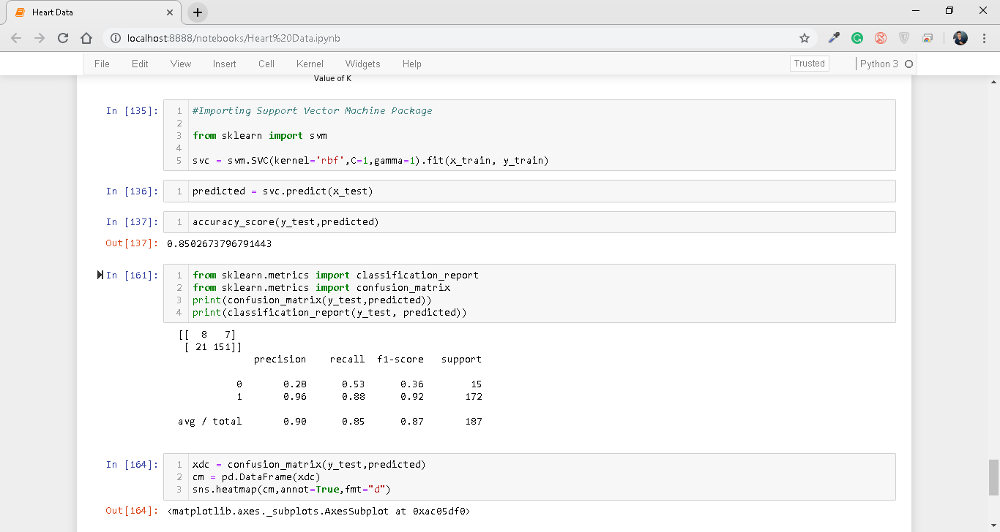 Heart Data
localhost:8888/notebooks/Heart%20Data.ipynb
File Edit View Insert Cell Kernel Widgets Help Trusted Python 3
Value of K
In [135]:
1 #Importing Support Vector Machine Package
2
3 from sklearn import svm
4
5 svc = svm.SVC(kernel='rbf',C=1,gamma=1).fit(x_train, y_train)
In [136]:
1 predicted = svc.predict(x_test)
In [137]:
1 accuracy_score(y_test,predicted)
Out[137]: 0.8502673796791443
In [161]:
1 from sklearn.metrics import classification_report
2 from sklearn.metrics import confusion_matrix
3 print(confusion_matrix(y_test,predicted))
4 print(classification_report(y_test, predicted))
[[  8   7]
 [ 21 151]]
             precision    recall  f1-score   support
          0       0.28      0.53      0.36        15
          1       0.96      0.88      0.92       172
avg / total       0.90      0.85      0.87       187
In [164]:
1 xdc = confusion_matrix(y_test,predicted)
2 cm = pd.DataFrame(xdc)
3 sns.heatmap(cm,annot=True,fmt="d")
Out[164]: <matplotlib.axes._subplots.AxesSubplot at 0xac05df0>